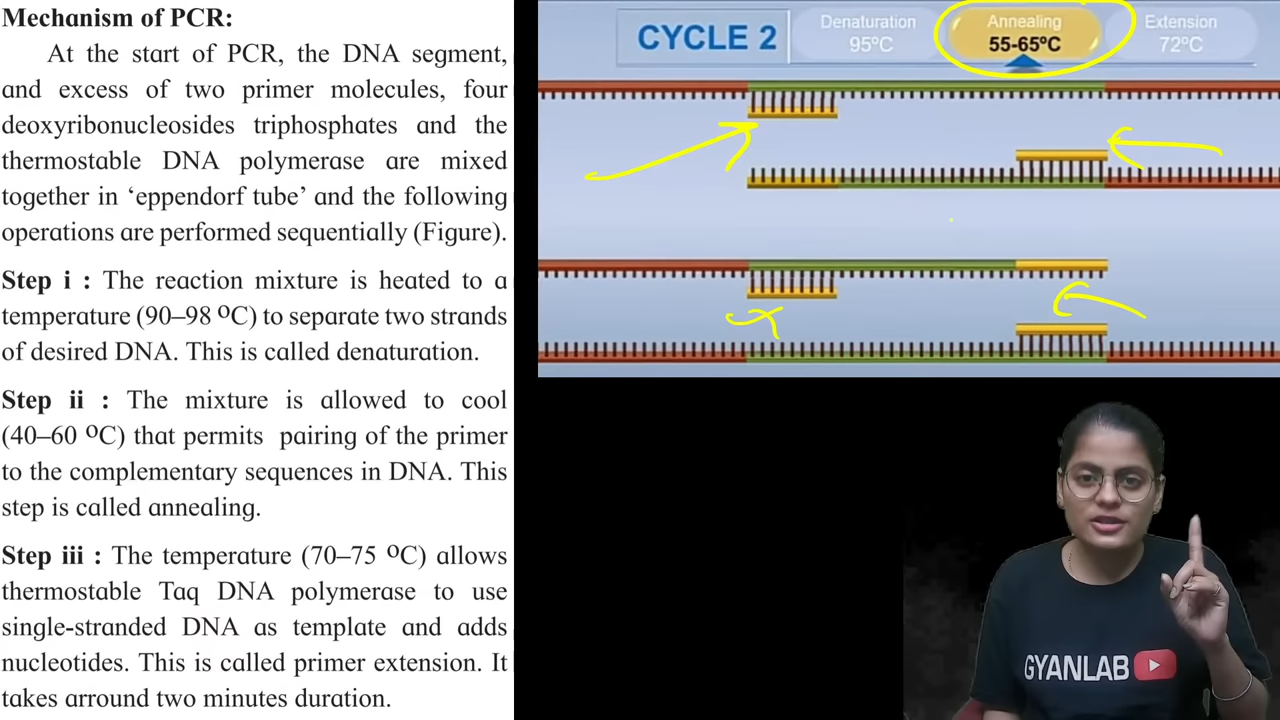 Mechanism of PCR:
At the start of PCR, the DNA segment,
and excess of two primer molecules, four
deoxyribonucleosides triphosphates and the
thermostable DNA polymerase are mixed
together in ‘eppendorf tube’ and the following
operations are performed sequentially (Figure).
Step i : The reaction mixture is heated to a
temperature (90–98 ⁰C) to separate two strands
of desired DNA. This is called denaturation.
Step ii : The mixture is allowed to cool
(40–60 ⁰C) that permits pairing of the primer
to the complementary sequences in DNA. This
step is called annealing.
Step iii : The temperature (70–75 ⁰C) allows
thermostable Taq DNA polymerase to use
single-stranded DNA as template and adds
nucleotides. This is called primer extension. It
takes arround two minutes duration.
CYCLE 2
Denaturation
95ºC
Annealing
55-65ºC
Extension
72ºC
GYANLAB